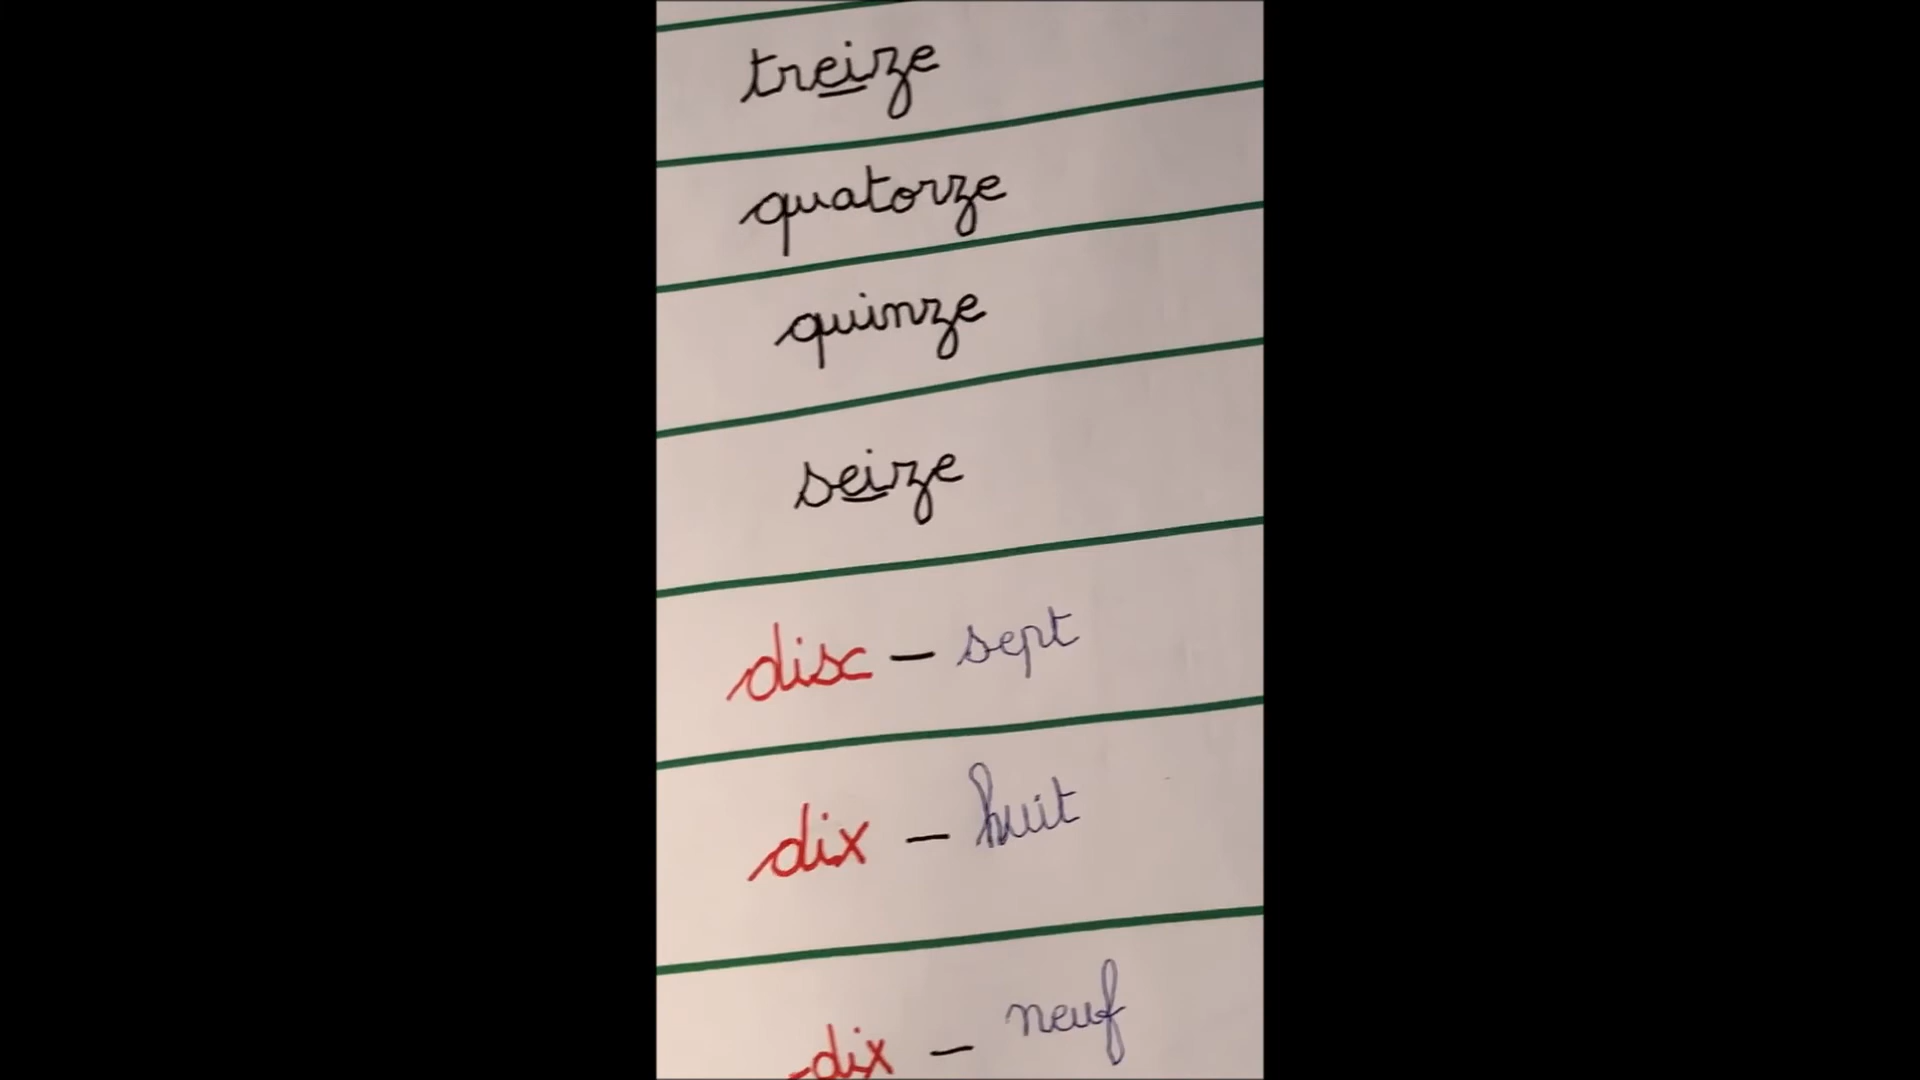 treize
quatorze
quinze
seize
dix - sept
dix - huit
dix - neuf